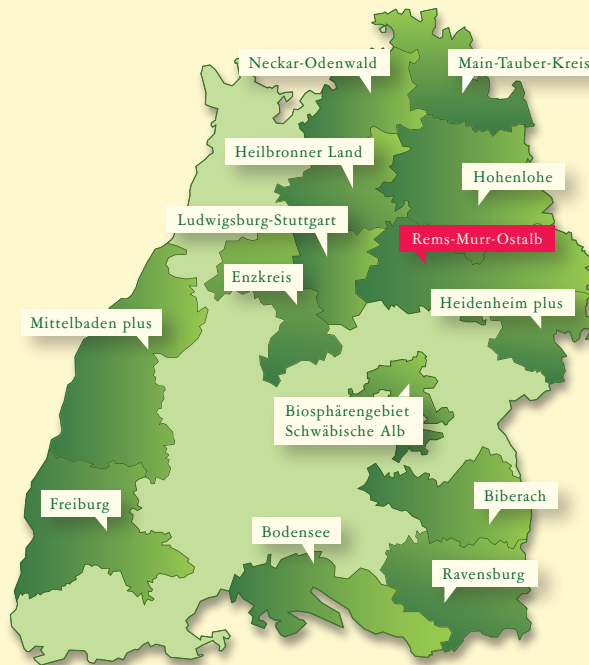 Neckar-Odenwald
Main-Tauber-Kreis
Heilbronner Land
Hohenlohe
Ludwigsburg-Stuttgart
Rems-Murr-Ostalb
Enzkreis
Heidenheim plus
Mittelbaden plus
Biosphärengebiet
Schwäbische Alb
Biberach
Freiburg
Bodensee
Ravensburg